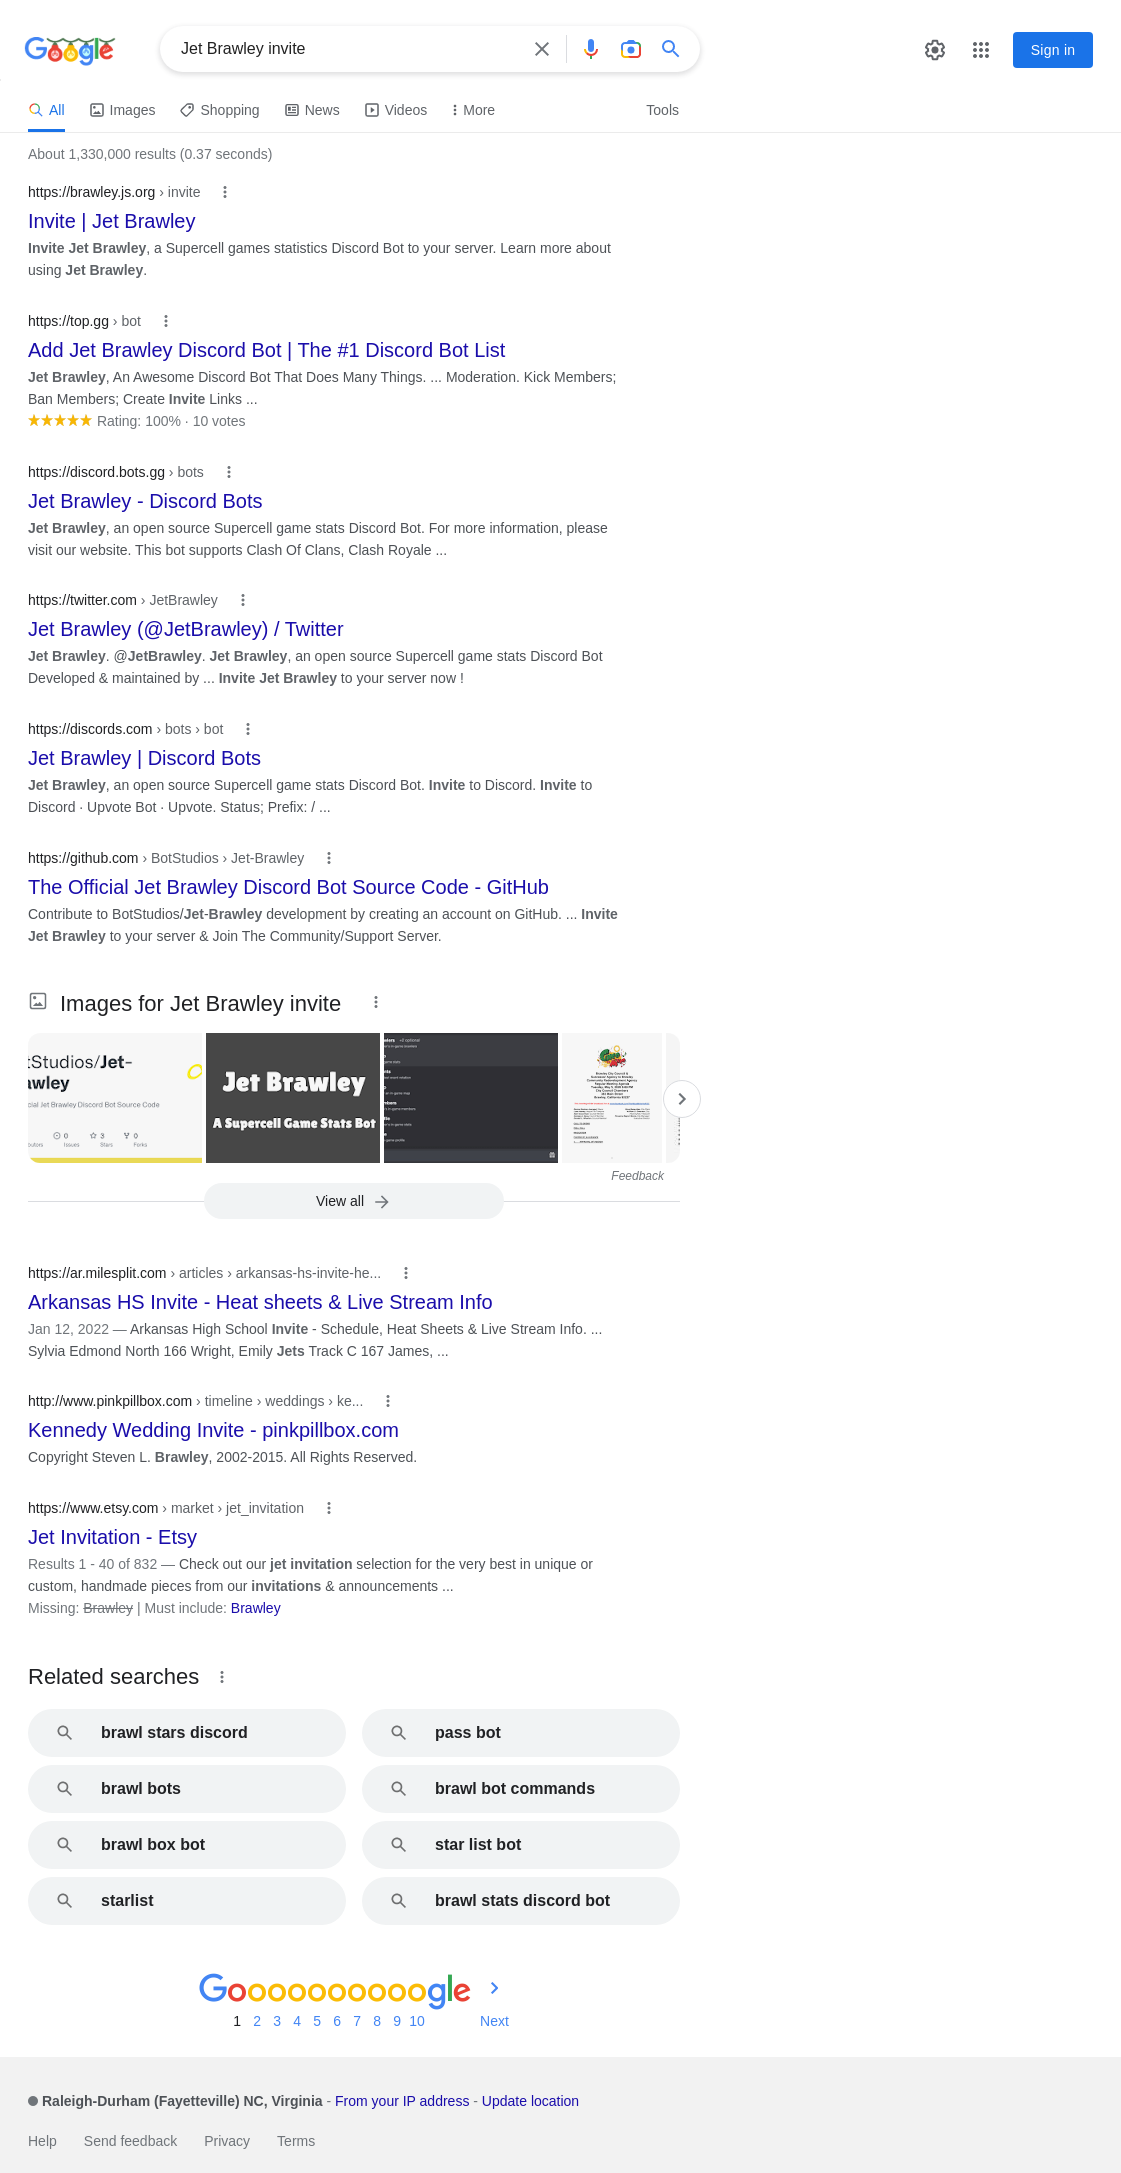 Google
Jet Brawley invite
Sign in
All
Images
Shopping
News
Videos
More
Tools
About 1,330,000 results (0.37 seconds)
https://brawley.js.org › invite
Invite | Jet Brawley
Invite Jet Brawley, a Supercell games statistics Discord Bot to your server. Learn more about
using Jet Brawley.
https://top.gg › bot
Add Jet Brawley Discord Bot | The #1 Discord Bot List
Jet Brawley, An Awesome Discord Bot That Does Many Things. ... Moderation. Kick Members;
Ban Members; Create Invite Links ...
Rating: 100% · 10 votes
https://discord.bots.gg › bots
Jet Brawley - Discord Bots
Jet Brawley, an open source Supercell game stats Discord Bot. For more information, please
visit our website. This bot supports Clash Of Clans, Clash Royale ...
https://twitter.com › JetBrawley
Jet Brawley (@JetBrawley) / Twitter
Jet Brawley. @JetBrawley. Jet Brawley, an open source Supercell game stats Discord Bot
Developed & maintained by ... Invite Jet Brawley to your server now !
https://discords.com › bots › bot
Jet Brawley | Discord Bots
Jet Brawley, an open source Supercell game stats Discord Bot. Invite to Discord. Invite to
Discord · Upvote Bot · Upvote. Status; Prefix: / ...
https://github.com › BotStudios › Jet-Brawley
The Official Jet Brawley Discord Bot Source Code - GitHub
Contribute to BotStudios/Jet-Brawley development by creating an account on GitHub. ... Invite
Jet Brawley to your server & Join The Community/Support Server.
Images for Jet Brawley invite
tStudios/Jet-
awley
cial Jet Brawley Discord Bot Source Code
0
3
0
Issues
Stars
Forks
Jet Brawley
A Supercell Game Stats Bot
Feedback
View all
https://ar.milesplit.com › articles › arkansas-hs-invite-he...
Arkansas HS Invite - Heat sheets & Live Stream Info
Jan 12, 2022 — Arkansas High School Invite - Schedule, Heat Sheets & Live Stream Info. ...
Sylvia Edmond North 166 Wright, Emily Jets Track C 167 James, ...
http://www.pinkpillbox.com › timeline › weddings › ke...
Kennedy Wedding Invite - pinkpillbox.com
Copyright Steven L. Brawley, 2002-2015. All Rights Reserved.
https://www.etsy.com › market › jet_invitation
Jet Invitation - Etsy
Results 1 - 40 of 832 — Check out our jet invitation selection for the very best in unique or
custom, handmade pieces from our invitations & announcements ...
Missing: Brawley | Must include: Brawley
Related searches
brawl stars discord
pass bot
brawl bots
brawl bot commands
brawl box bot
star list bot
starlist
brawl stats discord bot
Goooooooooogle
1 2 3 4 5 6 7 8 9 10 Next
Raleigh-Durham (Fayetteville) NC, Virginia - From your IP address - Update location
Help Send feedback Privacy Terms